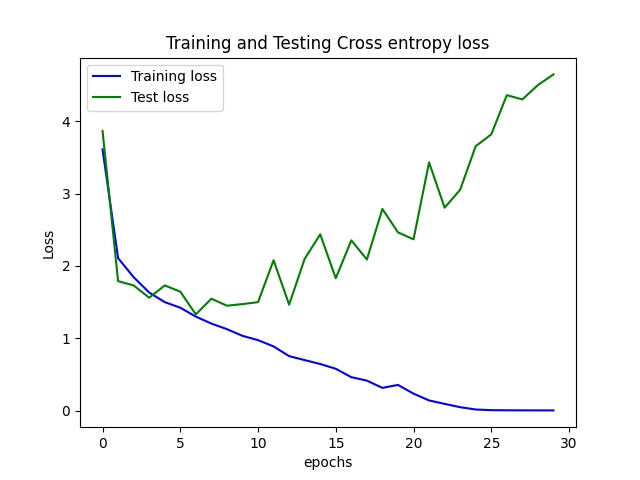 Training and Testing Cross entropy loss
Training loss
Test loss
4
3
2
1
0
Loss
0 5 10 15 20 25 30
epochs